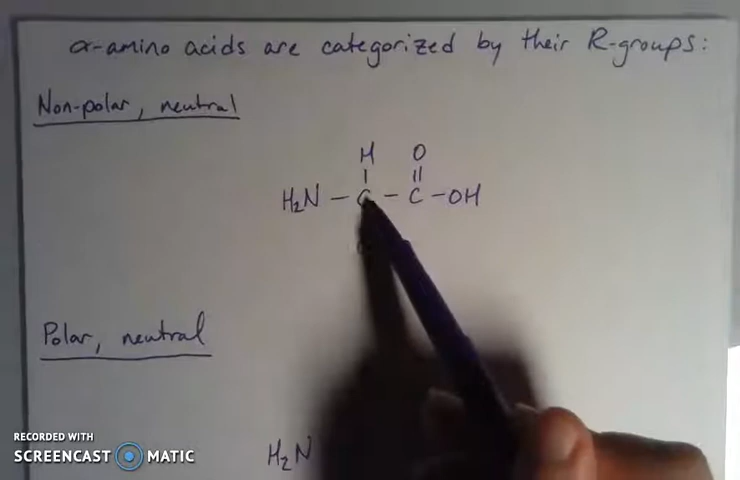 α-amino acids are categorized by their R-groups:
Non-polar, neutral
H O
H₂N - C - C - OH
Polar, neutral
H₂N
RECORDED WITH
SCREENCAST MATIC